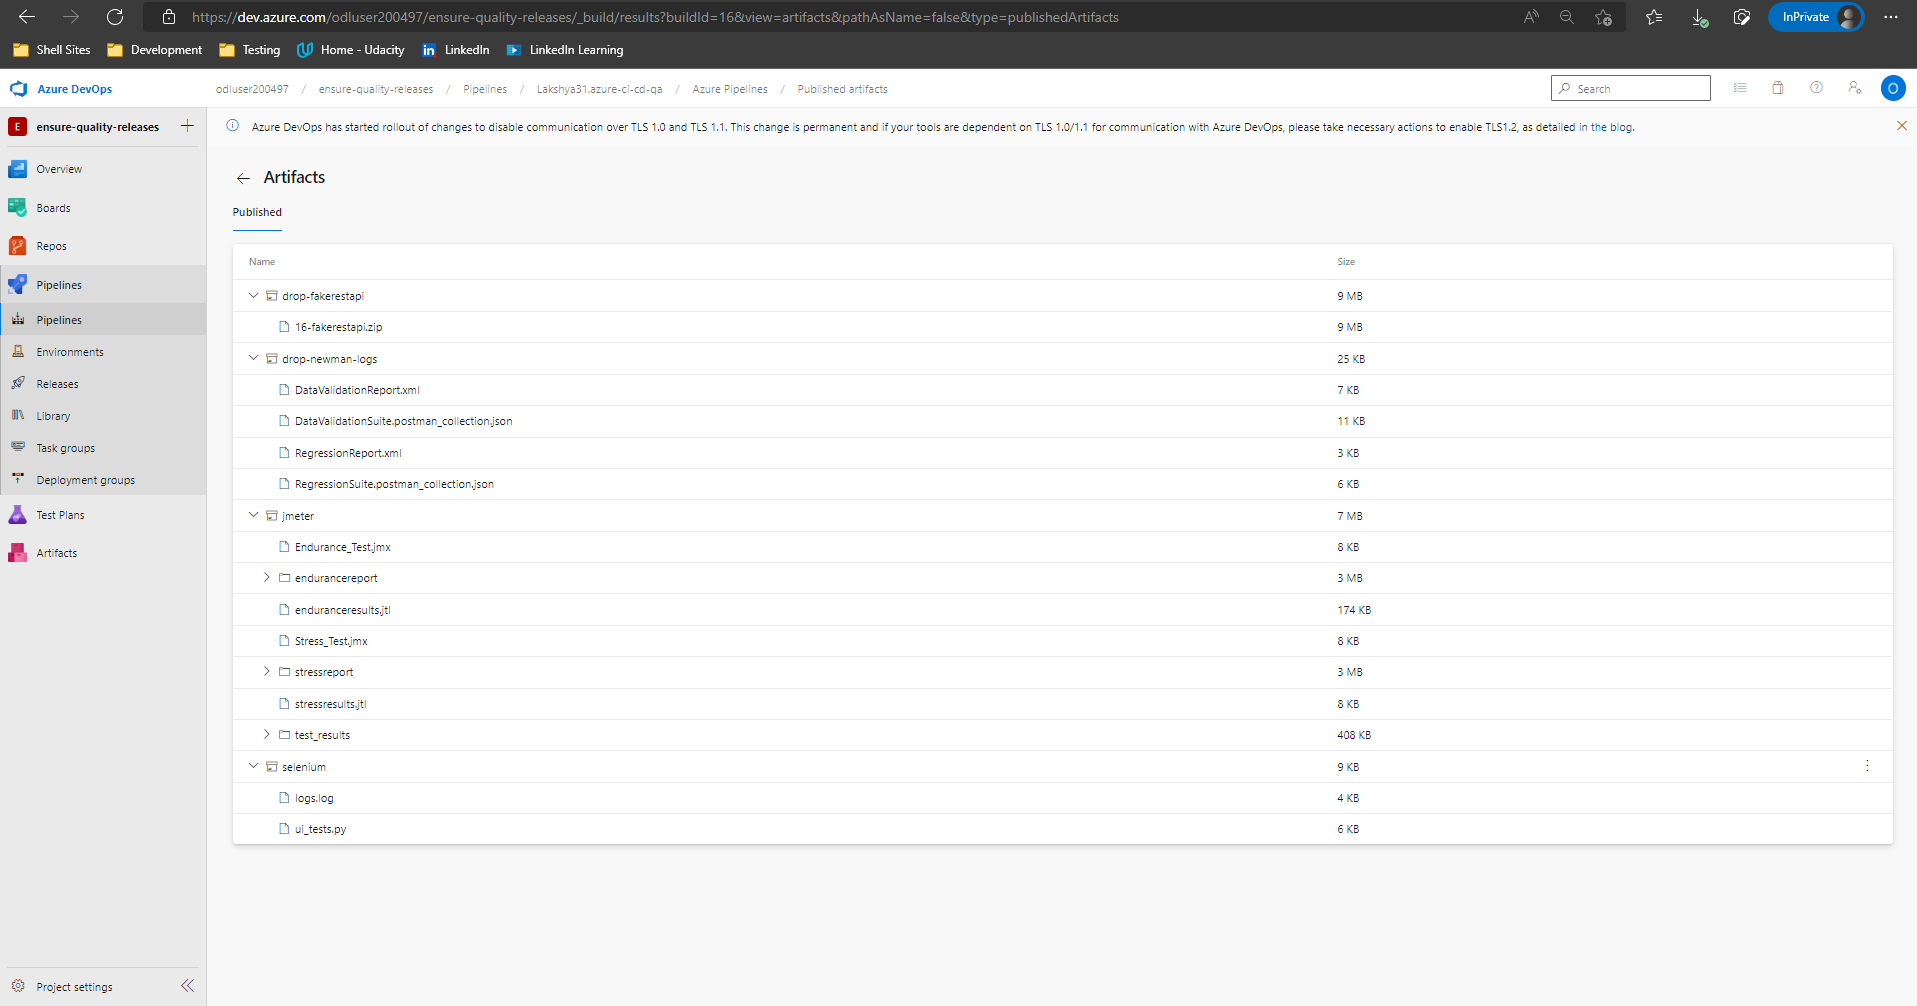 https://dev.azure.com/odluser200497/ensure-quality-releases/_build/results?buildId=16&view=artifacts&pathAsName=false&type=publishedArtifacts
InPrivate
Shell Sites
Development
Testing
Home - Udacity
LinkedIn
LinkedIn Learning
Azure DevOps
odluser200497 / ensure-quality-releases / Pipelines / Lakshya31.azure-ci-cd-qa / Azure Pipelines / Published artifacts
Search
O
E ensure-quality-releases
Azure DevOps has started rollout of changes to disable communication over TLS 1.0 and TLS 1.1. This change is permanent and if your tools are dependent on TLS 1.0/1.1 for communication with Azure DevOps, please take necessary actions to enable TLS1.2, as detailed in the blog.
Overview
Boards
Repos
Pipelines
Pipelines
Environments
Releases
Library
Task groups
Deployment groups
Test Plans
Artifacts
Project settings
Artifacts
Published
Name Size
drop-fakerestapi 9 MB
16-fakerestapi.zip 9 MB
drop-newman-logs 25 KB
DataValidationReport.xml 7 KB
DataValidationSuite.postman_collection.json 11 KB
RegressionReport.xml 3 KB
RegressionSuite.postman_collection.json 6 KB
jmeter 7 MB
Endurance_Test.jmx 8 KB
endurancereport 3 MB
enduranceresults.jtl 174 KB
Stress_Test.jmx 8 KB
stressreport 3 MB
stressresults.jtl 8 KB
test_results 408 KB
selenium 9 KB
logs.log 4 KB
ui_tests.py 6 KB